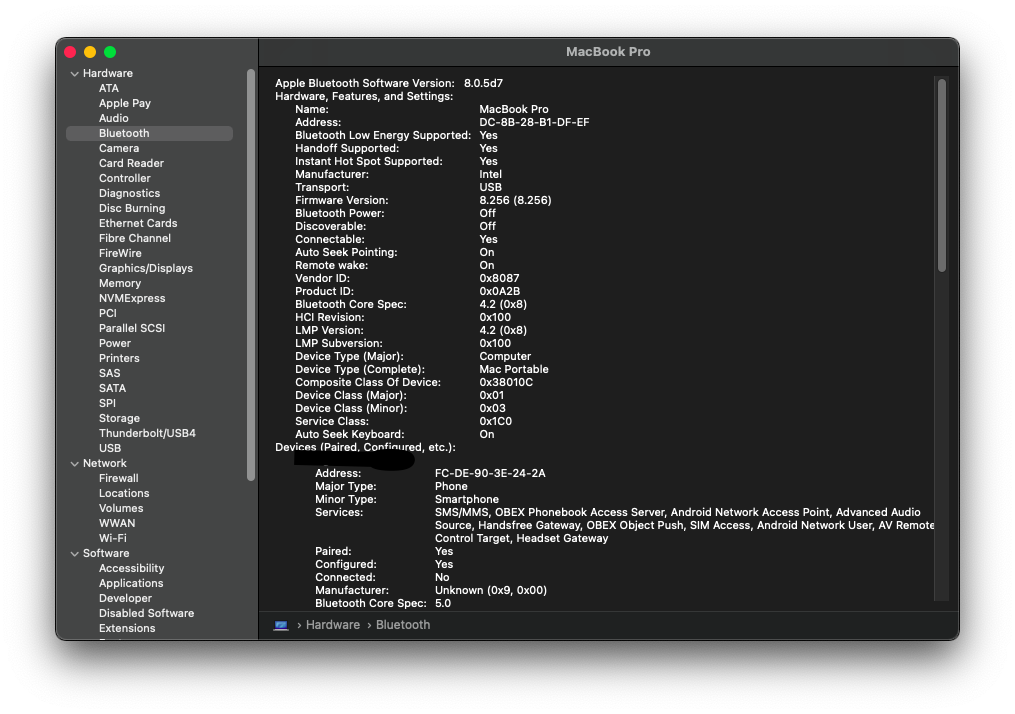 MacBook Pro
Hardware
ATA
Apple Pay
Audio
Bluetooth
Camera
Card Reader
Controller
Diagnostics
Disc Burning
Ethernet Cards
Fibre Channel
FireWire
Graphics/Displays
Memory
NVMExpress
PCI
Parallel SCSI
Power
Printers
SAS
SATA
SPI
Storage
Thunderbolt/USB4
USB
Network
Firewall
Locations
Volumes
WWAN
Wi-Fi
Software
Accessibility
Applications
Developer
Disabled Software
Extensions
Apple Bluetooth Software Version: 8.0.5d7
Hardware, Features, and Settings:
Name: MacBook Pro
Address: DC-8B-28-B1-DF-EF
Bluetooth Low Energy Supported: Yes
Handoff Supported: Yes
Instant Hot Spot Supported: Yes
Manufacturer: Intel
Transport: USB
Firmware Version: 8.256 (8.256)
Bluetooth Power: Off
Discoverable: Off
Connectable: Yes
Auto Seek Pointing: On
Remote wake: On
Vendor ID: 0x8087
Product ID: 0x0A2B
Bluetooth Core Spec: 4.2 (0x8)
HCI Revision: 0x100
LMP Version: 4.2 (0x8)
LMP Subversion: 0x100
Device Type (Major): Computer
Device Type (Complete): Mac Portable
Composite Class Of Device: 0x38010C
Device Class (Major): 0x01
Device Class (Minor): 0x03
Service Class: 0x1C0
Auto Seek Keyboard: On
Devices (Paired, Configured, etc.):
Address: FC-DE-90-3E-24-2A
Major Type: Phone
Minor Type: Smartphone
Services: SMS/MMS, OBEX Phonebook Access Server, Android Network Access Point, Advanced Audio
Source, Handsfree Gateway, OBEX Object Push, SIM Access, Android Network User, AV Remote
Control Target, Headset Gateway
Paired: Yes
Configured: Yes
Connected: No
Manufacturer: Unknown (0x9, 0x00)
Bluetooth Core Spec: 5.0
› Hardware › Bluetooth